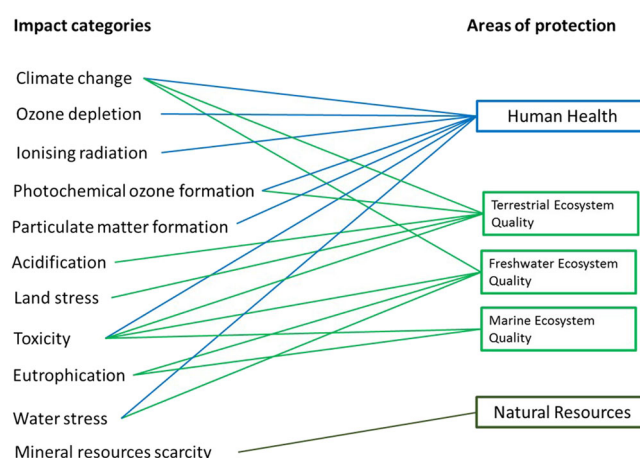 Impact categories
Areas of protection
Climate change
Ozone depletion
Human Health
Ionising radiation
Photochemical ozone formation
Terrestrial Ecosystem
Quality
Particulate matter formation
Acidification
Freshwater Ecosystem
Quality
Land stress
Marine Ecosystem
Quality
Toxicity
Eutrophication
Natural Resources
Water stress
Mineral resources scarcity